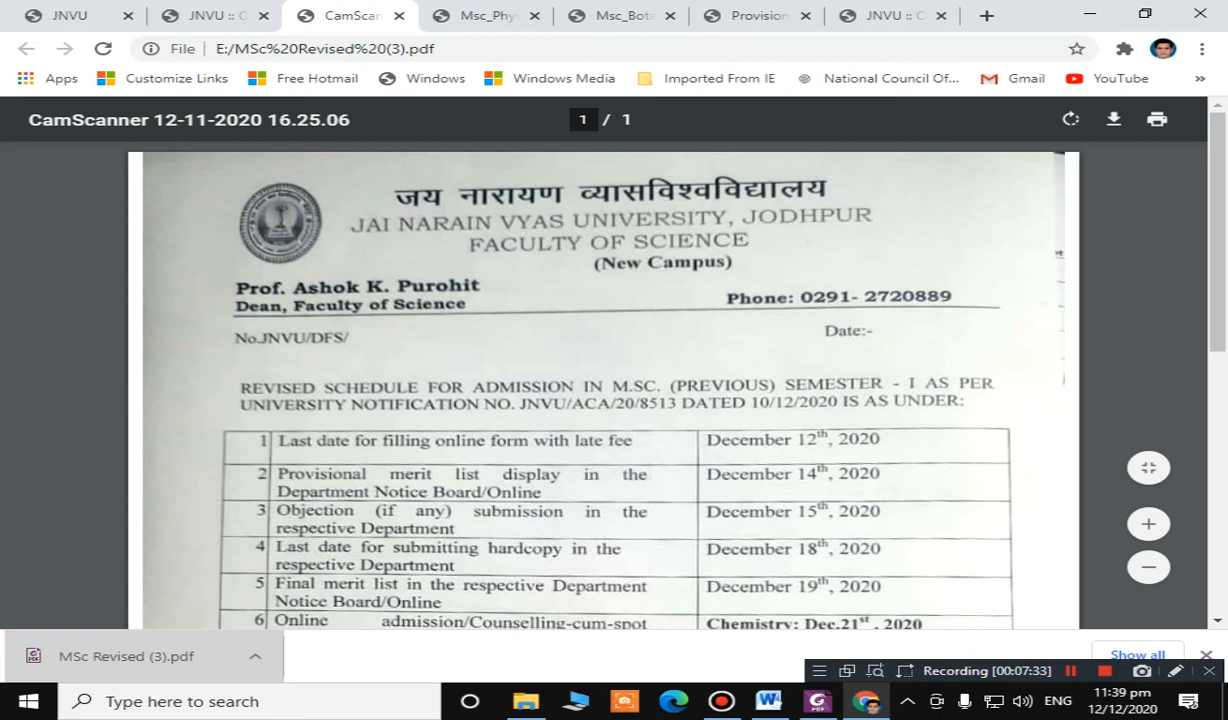 JNVU
JNVU :: C
CamScan
Msc_Phy
Msc_Bota
Provision
JNVU :: C
File E:/MSc%20Revised%20(3).pdf
Apps Customize Links Free Hotmail Windows Windows Media Imported From IE National Council Of... Gmail YouTube »
CamScanner 12-11-2020 16.25.06 1 / 1
जय नारायण व्यासविश्वविद्यालय
JAI NARAIN VYAS UNIVERSITY, JODHPUR
FACULTY OF SCIENCE
(New Campus)
Prof. Ashok K. Purohit
Dean, Faculty of Science Phone: 0291- 2720889
No.JNVU/DFS/ Date:-
REVISED SCHEDULE FOR ADMISSION IN M.SC. (PREVIOUS) SEMESTER - I AS PER
UNIVERSITY NOTIFICATION NO. JNVU/ACA/20/8513 DATED 10/12/2020 IS AS UNDER:
1 Last date for filling online form with late fee December 12th, 2020
2 Provisional merit list display in the December 14th, 2020
Department Notice Board/Online
3 Objection (if any) submission in the December 15th, 2020
respective Department
4 Last date for submitting hardcopy in the December 18th, 2020
respective Department
5 Final merit list in the respective Department December 19th, 2020
Notice Board/Online
6 Online admission/Counselling-cum-spot Chemistry: Dec.21st, 2020
MSc Revised (3).pdf Show all
Recording [00:07:33]
Type here to search ENG 11:39 pm
12/12/2020